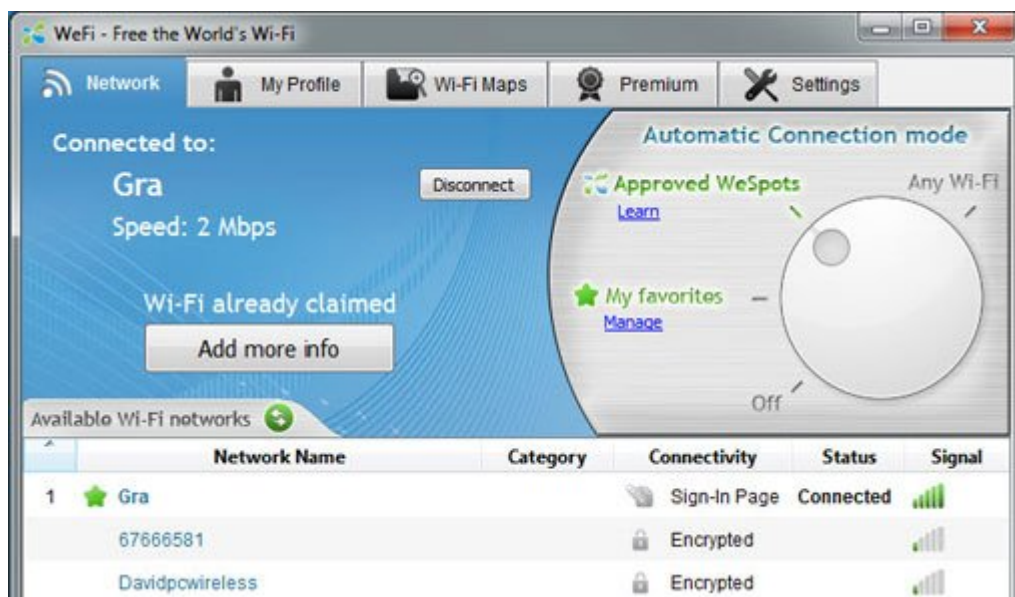 WeFi - Free the World's Wi-Fi
Network My Profile Wi-Fi Maps Premium Settings
Connected to:
Gra
Disconnect
Speed: 2 Mbps
Wi-Fi already claimed
Add more info
Automatic Connection mode
Approved WeSpots Any Wi-Fi
Learn
My favorites
Manage
Off
Available Wi-Fi networks
Network Name Category Connectivity Status Signal
1 Gra Sign-In Page Connected
67666581 Encrypted
Davidpcwireless Encrypted